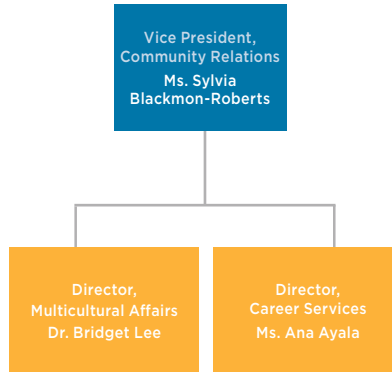 Vice President,
Community Relations
Ms. Sylvia
Blackmon-Roberts
Director,
Multicultural Affairs
Dr. Bridget Lee
Director,
Career Services
Ms. Ana Ayala